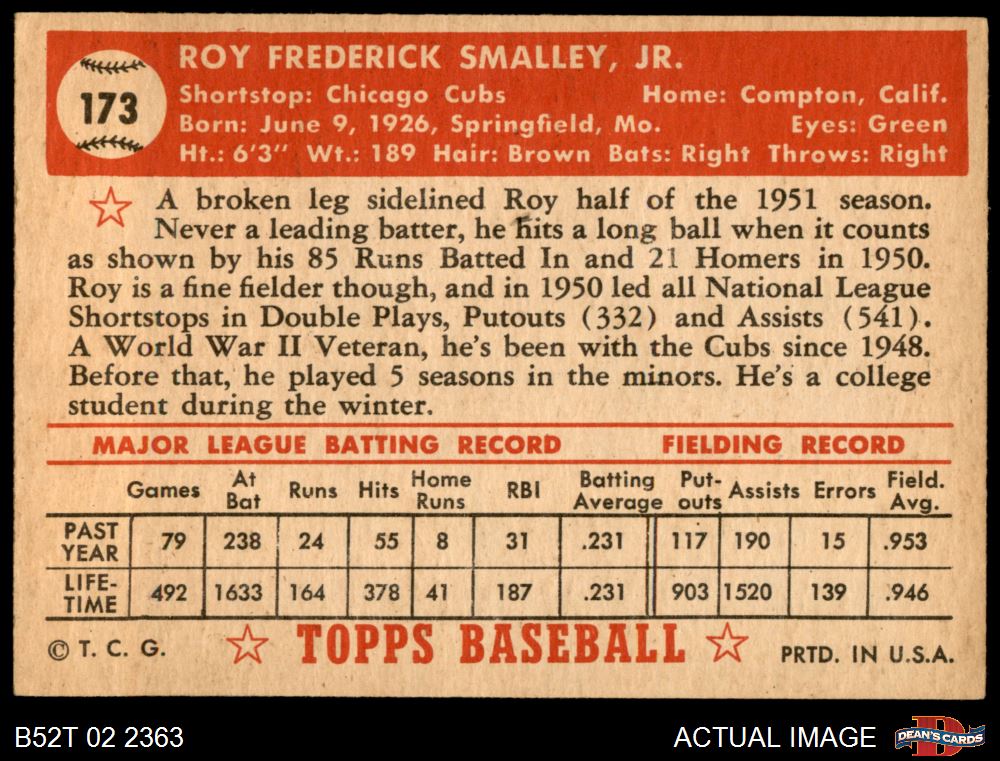 173
ROY FREDERICK SMALLEY, JR.
Shortstop: Chicago Cubs Home: Compton, Calif.
Born: June 9, 1926, Springfield, Mo. Eyes: Green
Ht.: 6'3" Wt.: 189 Hair: Brown Bats: Right Throws: Right
A broken leg sidelined Roy half of the 1951 season.
Never a leading batter, he hits a long ball when it counts
as shown by his 85 Runs Batted In and 21 Homers in 1950.
Roy is a fine fielder though, and in 1950 led all National League
Shortstops in Double Plays, Putouts (332) and Assists (541).
A World War II Veteran, he's been with the Cubs since 1948.
Before that, he played 5 seasons in the minors. He's a college
student during the winter.
MAJOR LEAGUE BATTING RECORD FIELDING RECORD
Games At Bat Runs Hits Home Runs RBI Batting Average Put-outs Assists Errors Field. Avg.
PAST YEAR 79 238 24 55 8 31 .231 117 190 15 .953
LIFE-TIME 492 1633 164 378 41 187 .231 903 1520 139 .946
© T. C. G. TOPPS BASEBALL PRTD. IN U.S.A.
B52T 02 2363 ACTUAL IMAGE DEAN'S CARDS